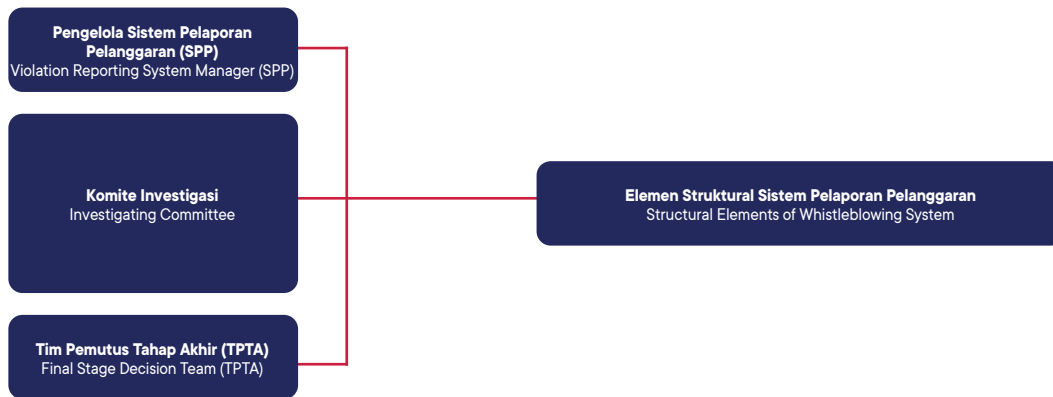 Pengelola Sistem Pelaporan
Pelanggaran (SPP)
Violation Reporting System Manager (SPP)
Komite Investigasi
Investigating Committee
Elemen Struktural Sistem Pelaporan Pelanggaran
Structural Elements of Whistleblowing System
Tim Pemutus Tahap Akhir (TPTA)
Final Stage Decision Team (TPTA)